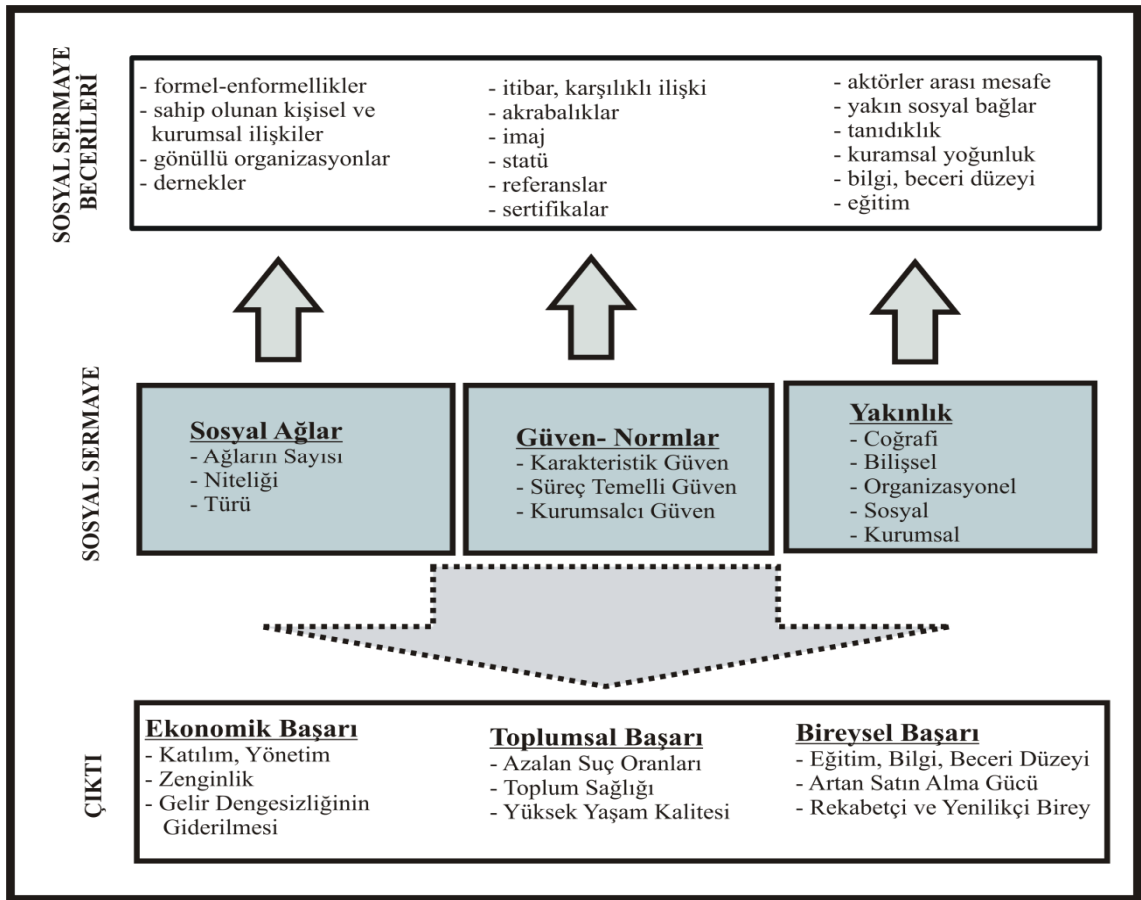 SOSYAL SERMAYE
BECERİLERİ
- formel-enformellikler
- sahip olunan kişisel ve
kurumsal ilişkiler
- gönüllü organizasyonlar
- dernekler
- itibar, karşılıklı ilişki
- akrabalıklar
- imaj
- statü
- referanslar
- sertifikalar
- aktörler arası mesafe
- yakın sosyal bağlar
- tanıdıklık
- kuramsal yoğunluk
- bilgi, beceri düzeyi
- eğitim
SOSYAL SERMAYE
Sosyal Ağlar
- Ağların Sayısı
- Niteliği
- Türü
Güven- Normlar
- Karakteristik Güven
- Süreç Temelli Güven
- Kurumsalcı Güven
Yakınlık
- Coğrafi
- Bilişsel
- Organizasyonel
- Sosyal
- Kurumsal
ÇIKTI
Ekonomik Başarı
- Katılım, Yönetim
- Zenginlik
- Gelir Dengesizliğinin
Giderilmesi
Toplumsal Başarı
- Azalan Suç Oranları
- Toplum Sağlığı
- Yüksek Yaşam Kalitesi
Bireysel Başarı
- Eğitim, Bilgi, Beceri Düzeyi
- Artan Satın Alma Gücü
- Rekabetçi ve Yenilikçi Birey